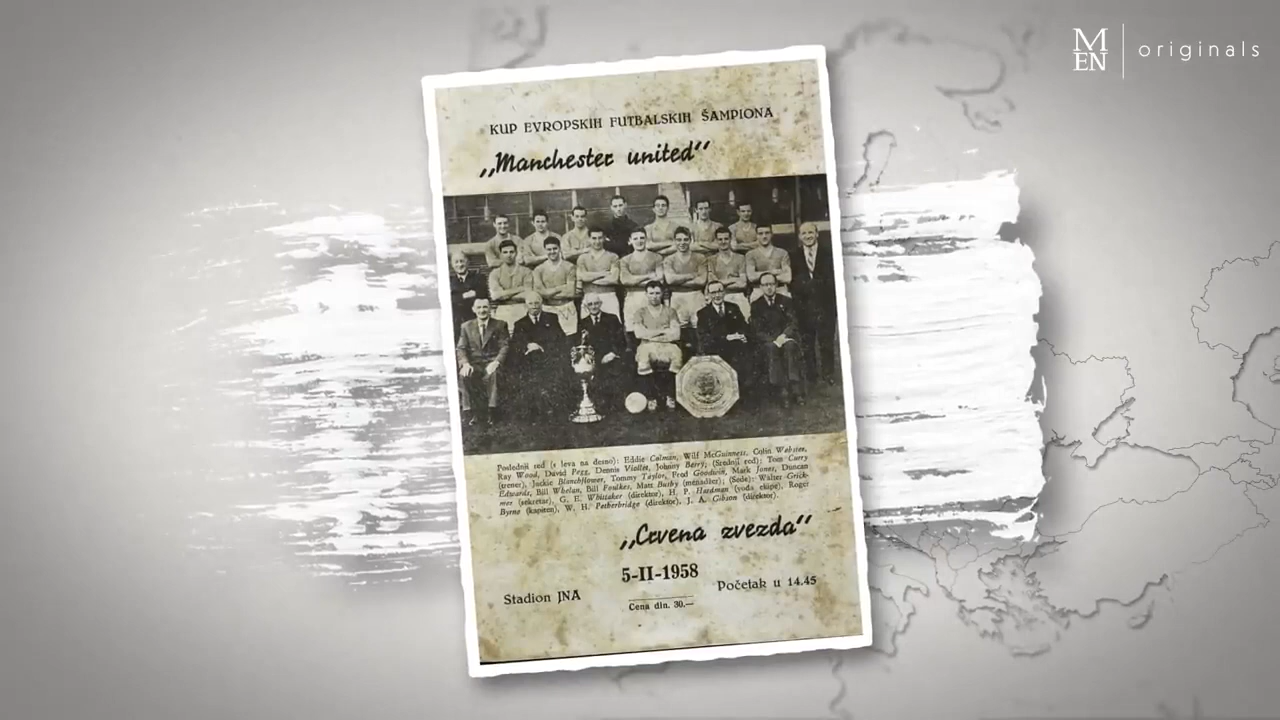 MEN originals
KUP EVROPSKIH FUTBALSKIH ŠAMPIONA
„Manchester united“
Poslednji red (s leva na desno): Eddie Colman, Wilf McGuinness, Colin Webster,
Ray Wood, David Pegg, Dennis Viollet, Johnny Berry; (Srednji red): Tom Curry
(trener), Jackie Blanchflower, Tommy Taylor, Fred Goodwin, Mark Jones, Duncan
Edwards, Bill Whelan, Bill Foulkes, Matt Busby (menadžer); (Sede): Walter Crick-
mer (sekretar), G. E. Whittaker (direktor), H. P. Hardman (vođa ekipe), Roger
Byrne (kapiten), W. H. Petherbridge (direktor), J. A. Gibson (direktor).
„Crvena zvezda“
5-II-1958
Stadion JNA
Početak u 14.45
Cena din. 30.—